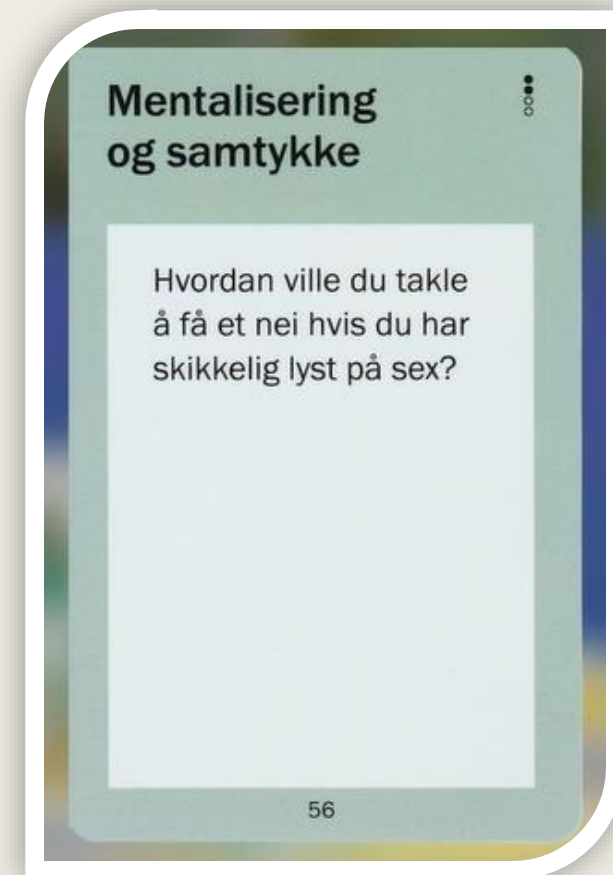 Mentalisering
og samtykke
Hvordan ville du takle
å få et nei hvis du har
skikkelig lyst på sex?
56